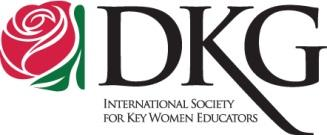 DKG
INTERNATIONAL SOCIETY
FOR KEY WOMEN EDUCATORS